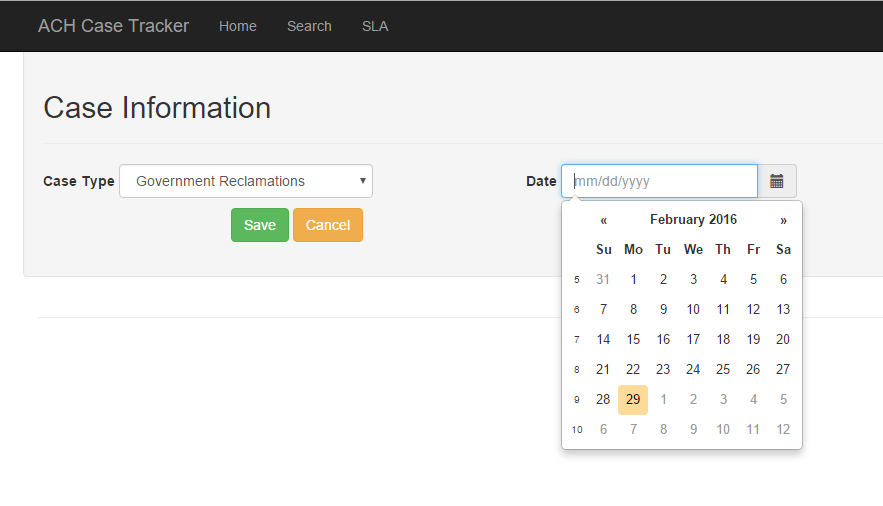 ACH Case Tracker Home Search SLA
Case Information
Case Type Government Reclamations Date mm/dd/yyyy
Save Cancel
« February 2016 »
Su Mo Tu We Th Fr Sa
5 31 1 2 3 4 5 6
6 7 8 9 10 11 12 13
7 14 15 16 17 18 19 20
8 21 22 23 24 25 26 27
9 28 29 1 2 3 4 5
10 6 7 8 9 10 11 12